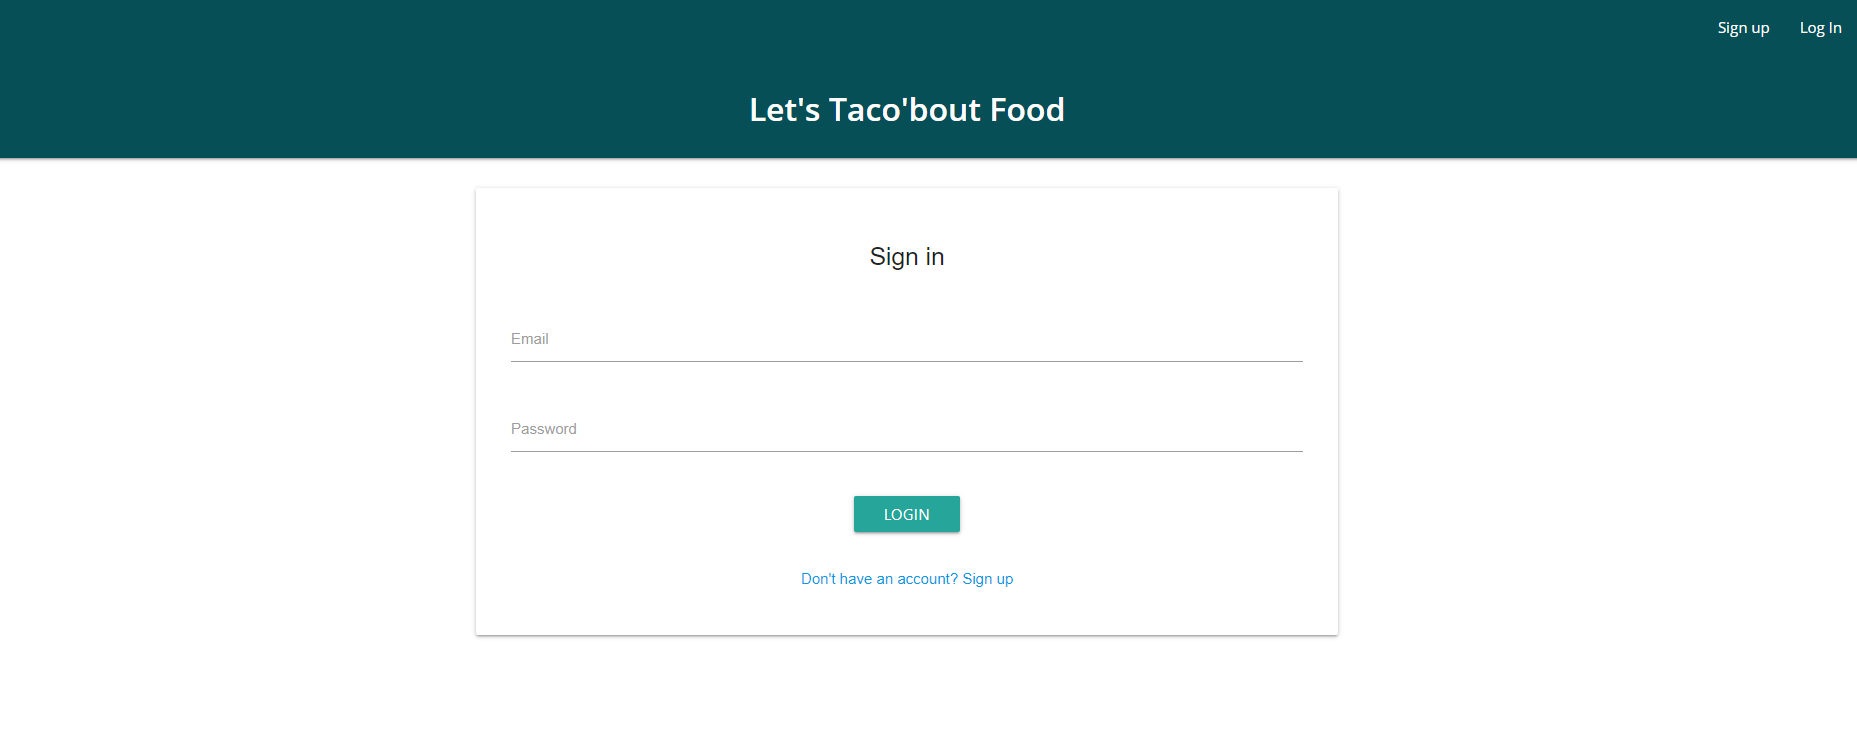 Sign up Log In
Let's Taco'bout Food
Sign in
Email
Password
LOGIN
Don't have an account? Sign up